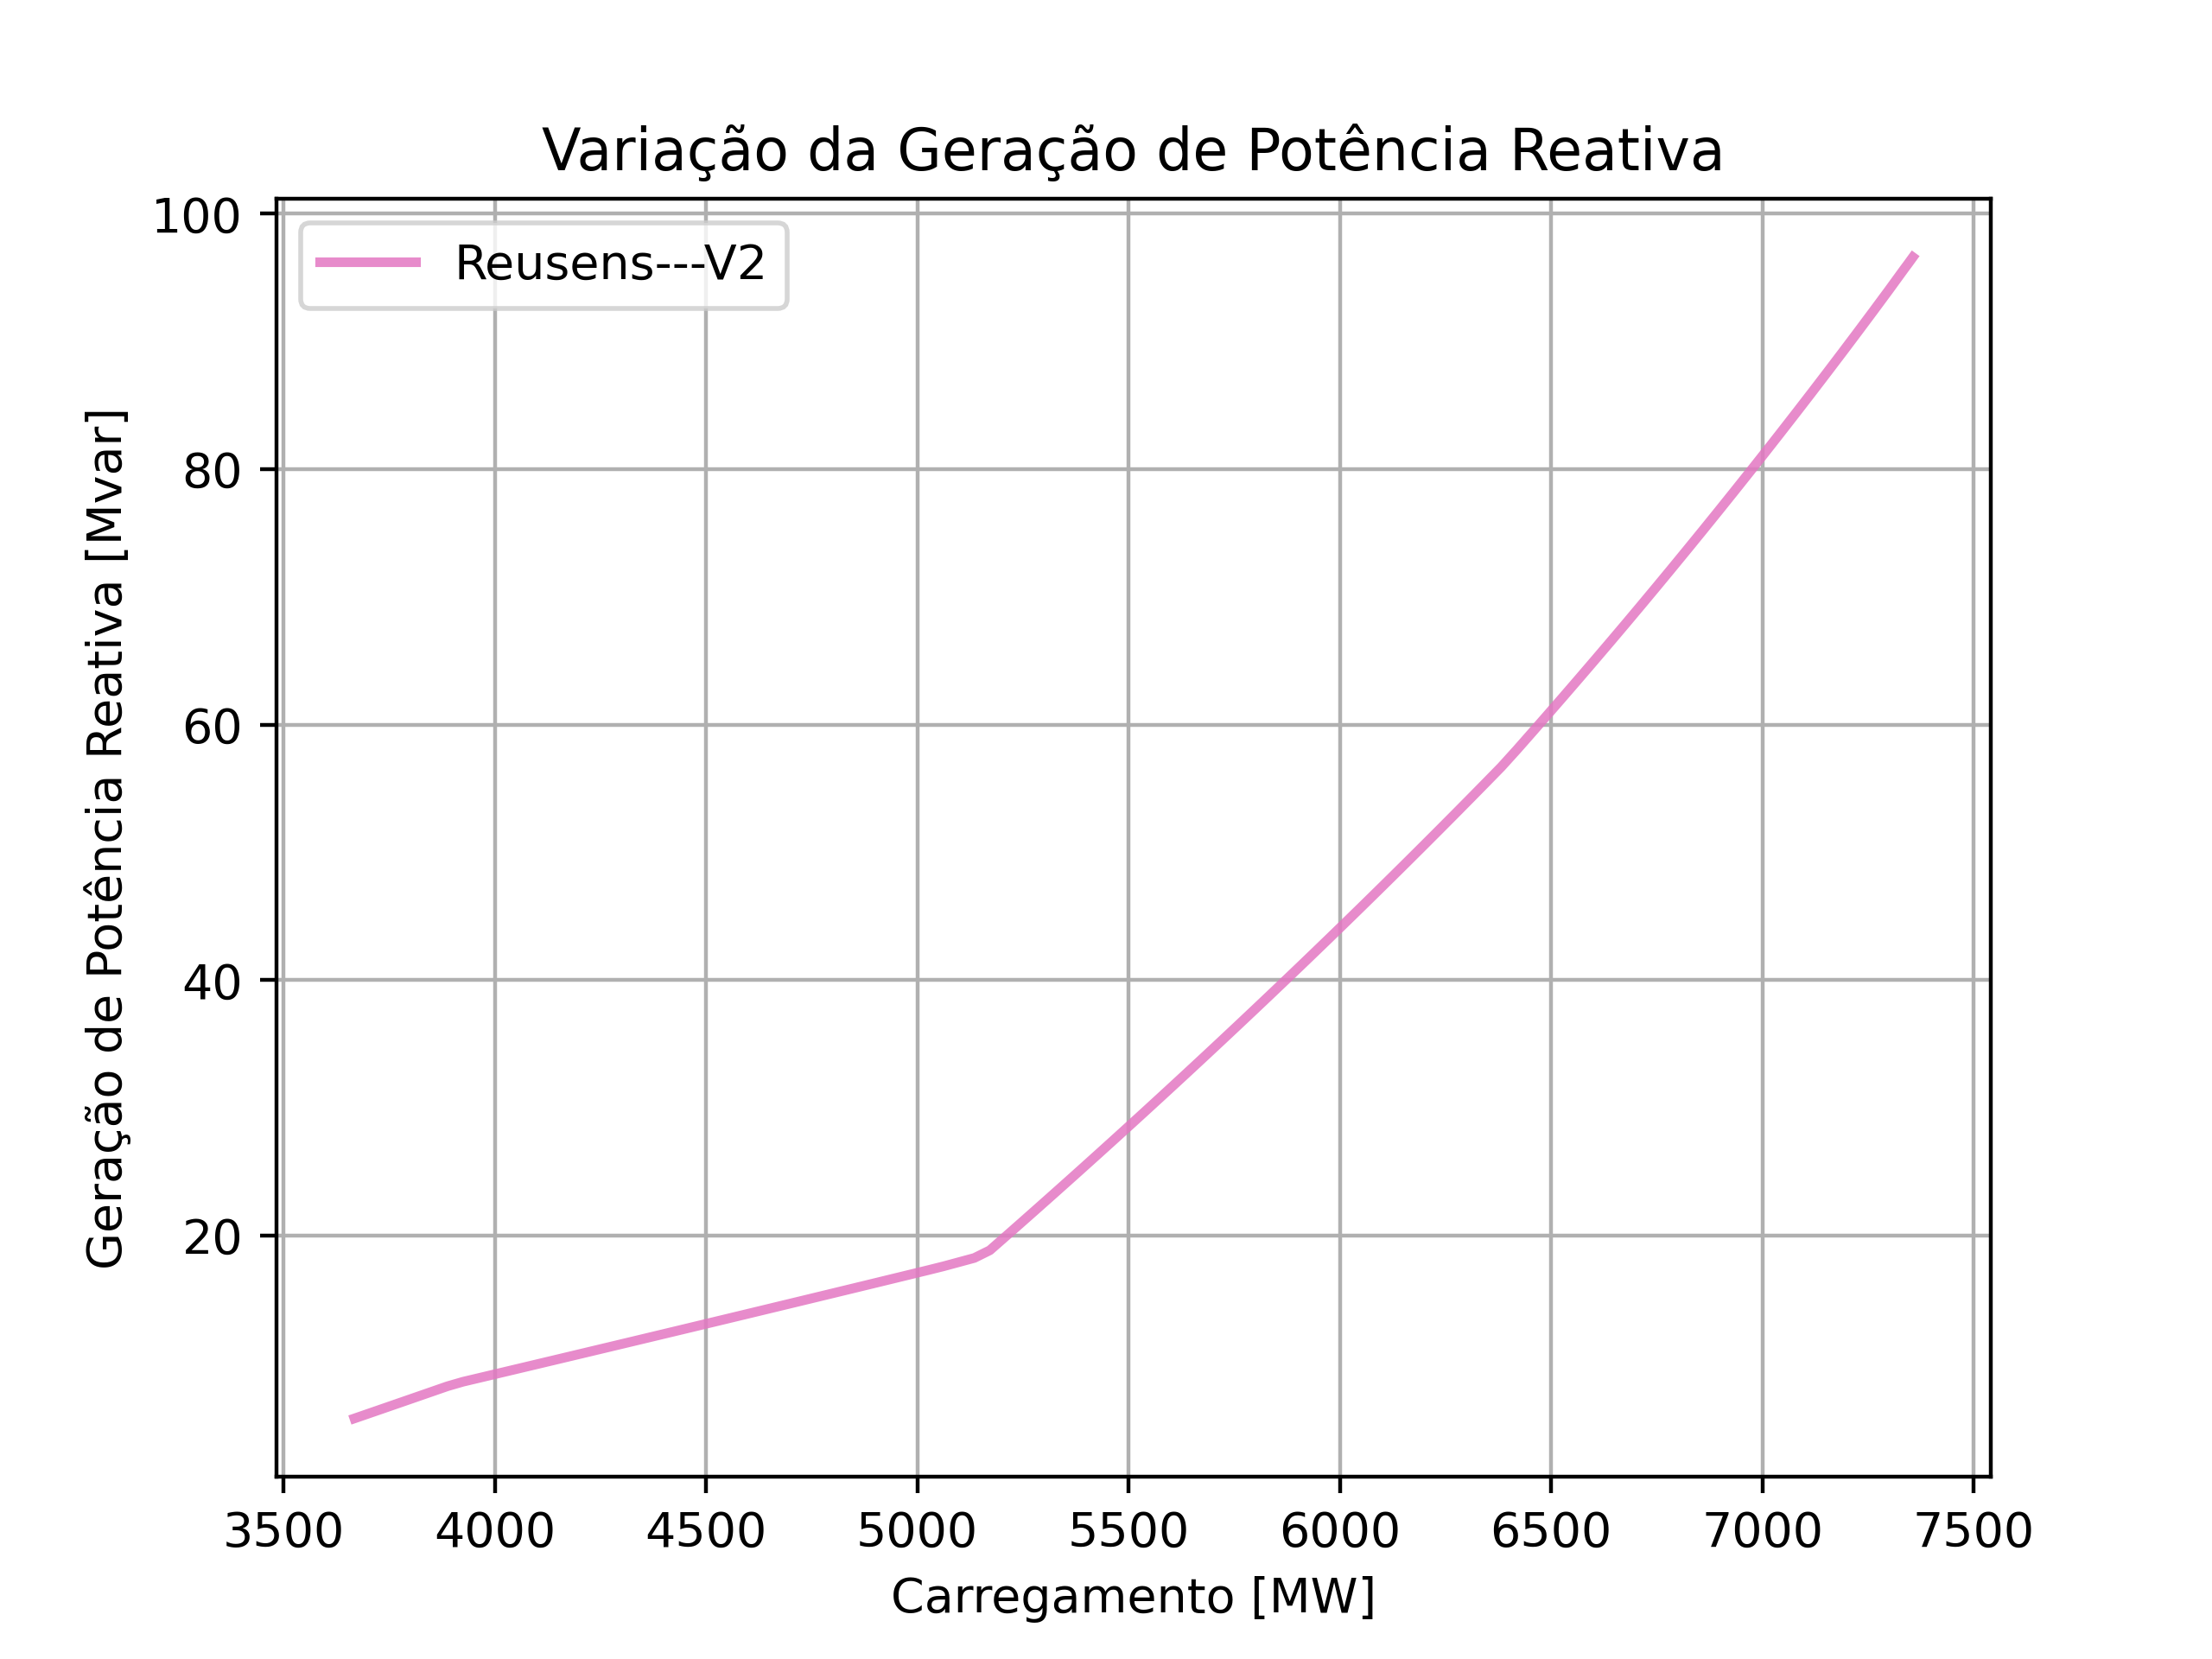 Variação da Geração de Potência Reativa
Reusens---V2
Geração de Potência Reativa [Mvar]
100
80
60
40
20
3500 4000 4500 5000 5500 6000 6500 7000 7500
Carregamento [MW]